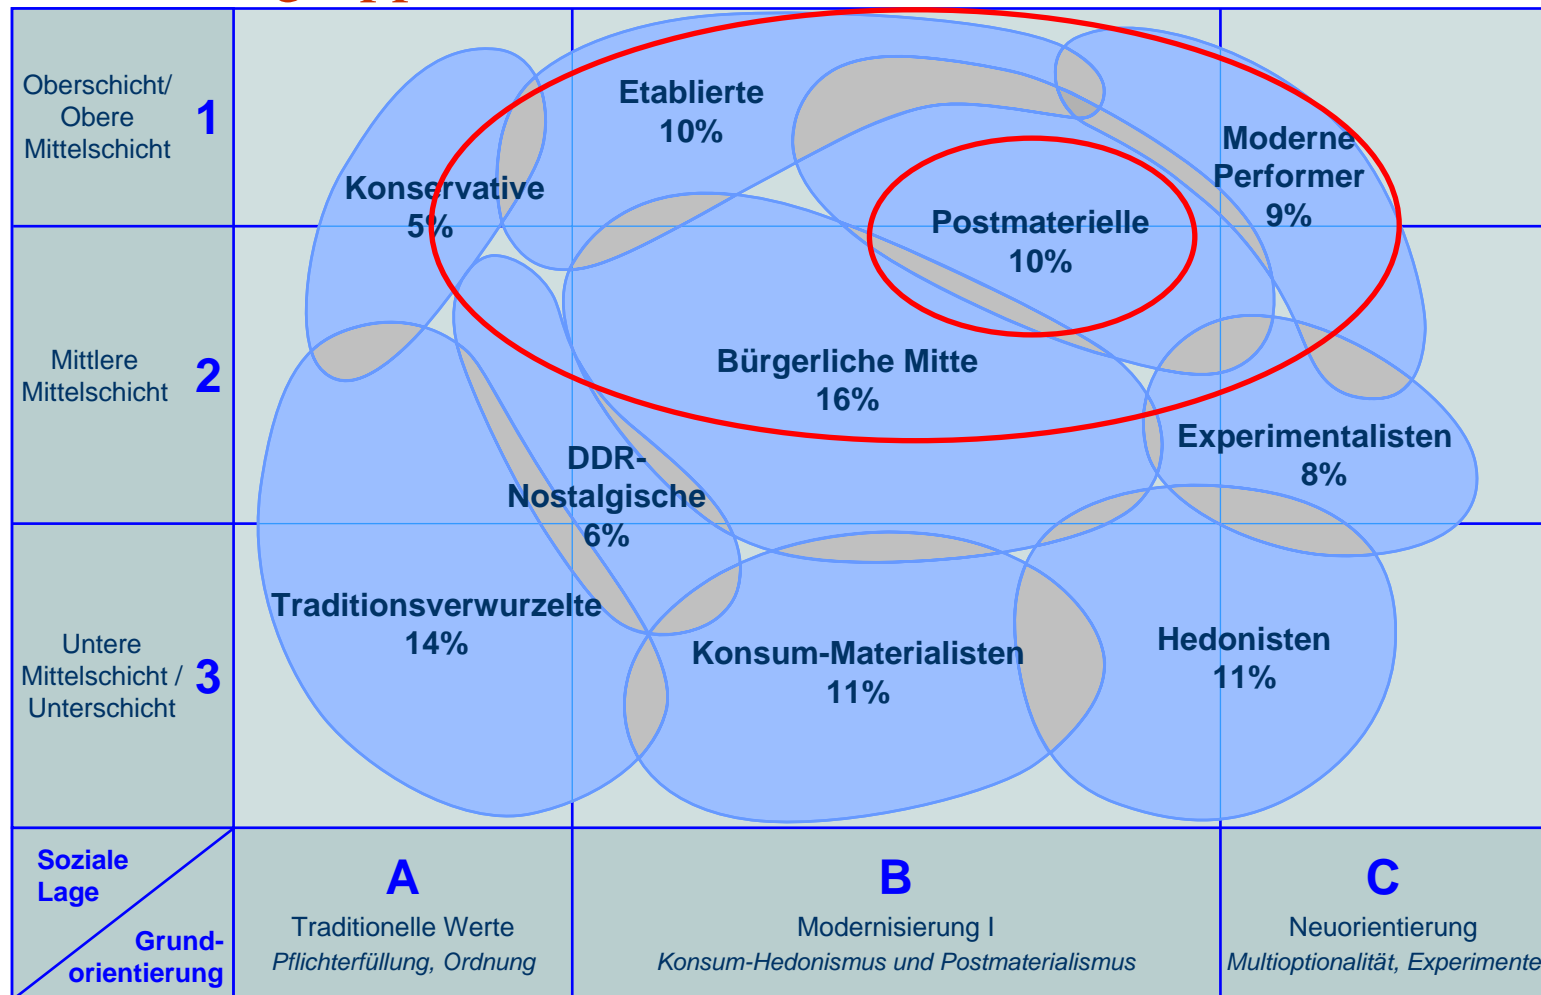 Oberschicht/
Obere
Mittelschicht
1
Etablierte
10%
Konservative
5%
Moderne
Performer
9%
Postmaterielle
10%
Mittlere
Mittelschicht
2
Bürgerliche Mitte
16%
Experimentalisten
8%
DDR-
Nostalgische
6%
Untere
Mittelschicht /
Unterschicht
3
Traditionsverwurzelte
14%
Konsum-Materialisten
11%
Hedonisten
11%
Soziale
Lage
Grund-
orientierung
A
Traditionelle Werte
Pflichterfüllung, Ordnung
B
Modernisierung I
Konsum-Hedonismus und Postmaterialismus
C
Neuorientierung
Multioptionalität, Experimente